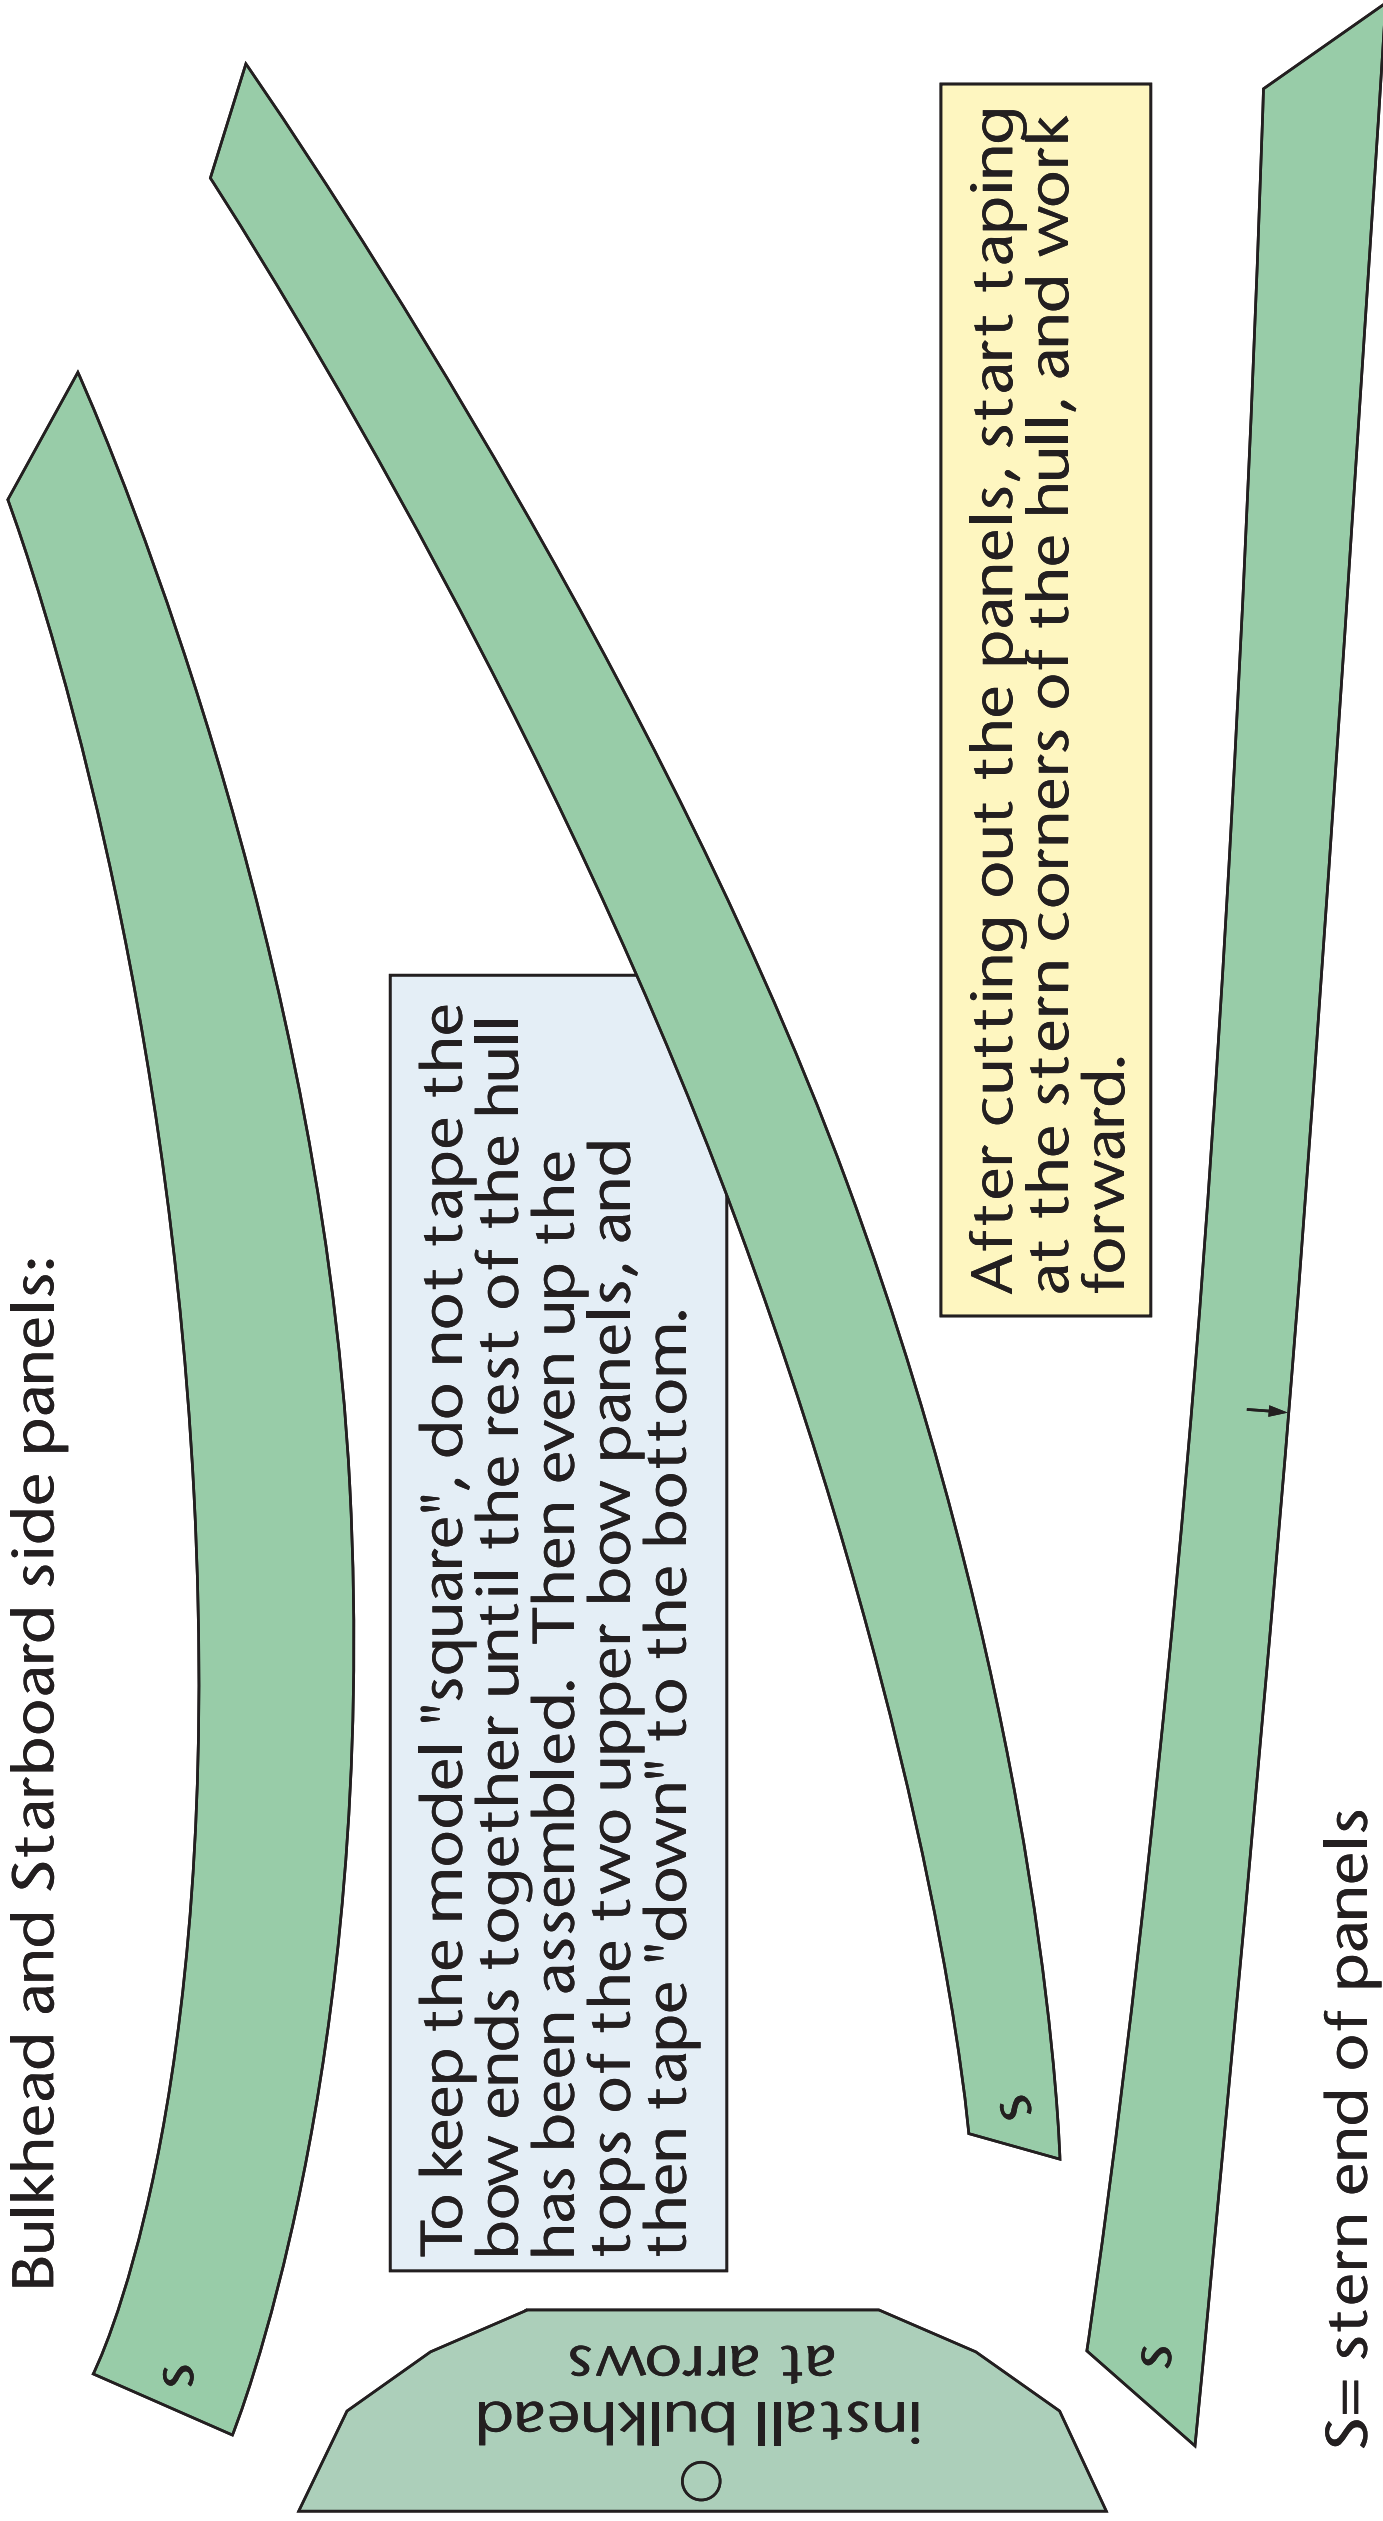 Bulkhead and Starboard side panels:
s
To keep the model "square", do not tape the
bow ends together until the rest of the hull
has been assembled.  Then even up the
tops of the two upper bow panels, and
then tape "down" to the bottom.
install bulkhead
at arrows
s
After cutting out the panels, start taping
at the stern corners of the hull, and work
forward.
s
S= stern end of panels